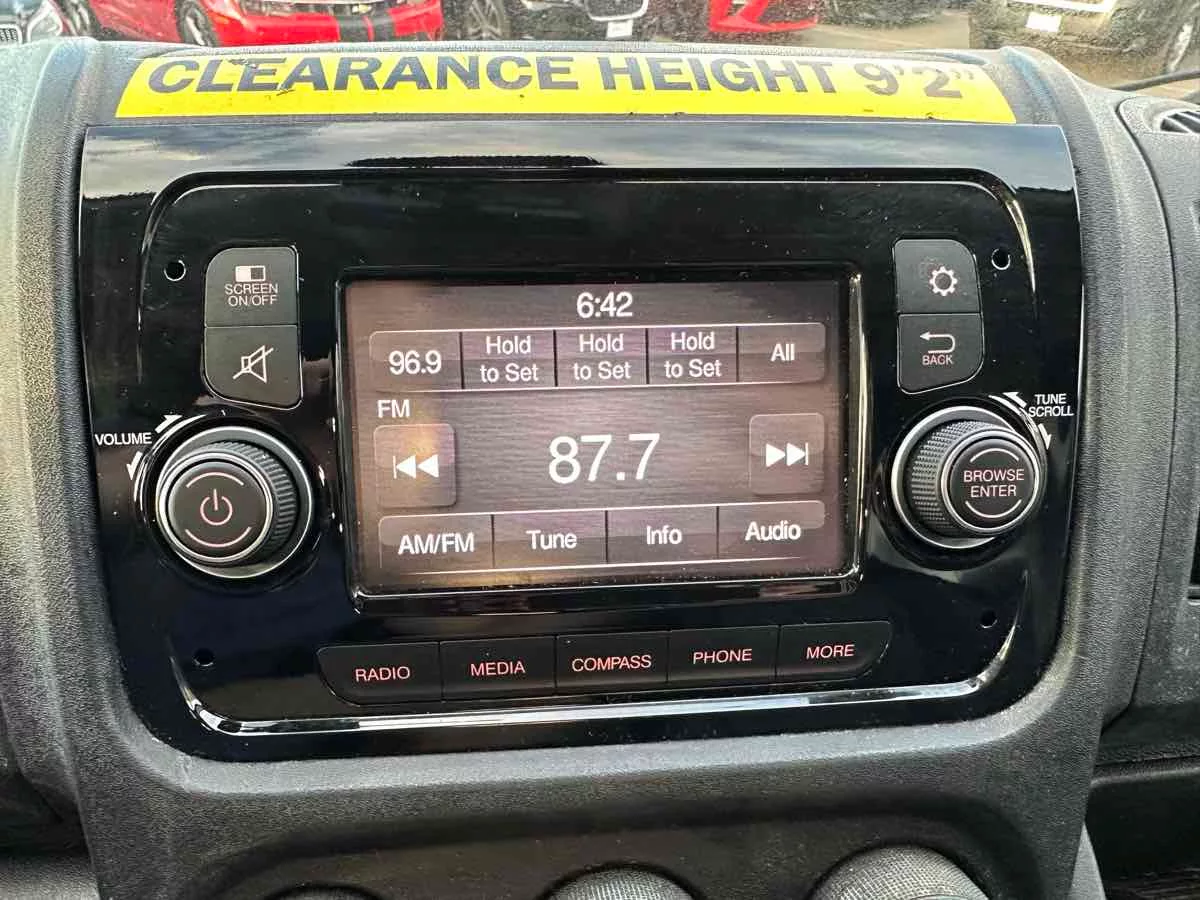 CLEARANCE HEIGHT 9'2"
SCREEN
ON/OFF
6:42
96.9
Hold
to Set
Hold
to Set
Hold
to Set
All
FM
87.7
AM/FM
Tune
Info
Audio
BACK
VOLUME
TUNE
SCROLL
BROWSE
ENTER
RADIO
MEDIA
COMPASS
PHONE
MORE